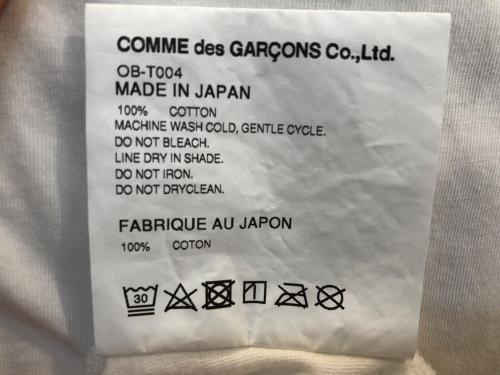 COMME des GARÇONS Co.,Ltd.
OB-T004
MADE IN JAPAN
100% COTTON
MACHINE WASH COLD, GENTLE CYCLE.
DO NOT BLEACH.
LINE DRY IN SHADE.
DO NOT IRON.
DO NOT DRYCLEAN.
FABRIQUE AU JAPON
100% COTON
30